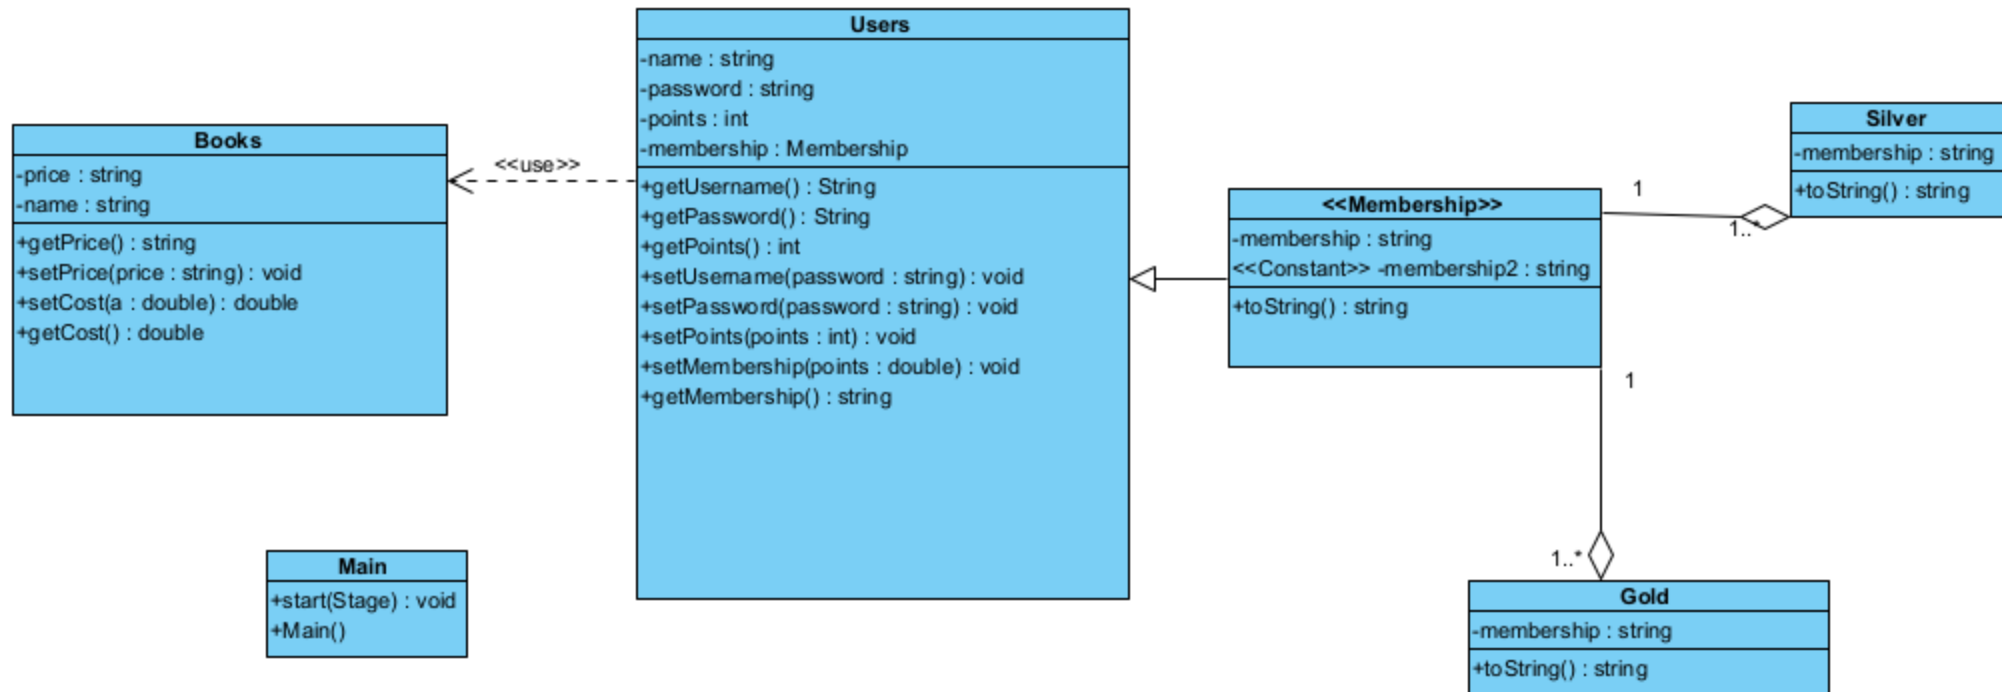 Books
-price : string
-name : string
+getPrice() : string
+setPrice(price : string) : void
+setCost(a : double) : double
+getCost() : double
<<use>>
Users
-name : string
-password : string
-points : int
-membership : Membership
+getUsername() : String
+getPassword() : String
+getPoints() : int
+setUsername(password : string) : void
+setPassword(password : string) : void
+setPoints(points : int) : void
+setMembership(points : double) : void
+getMembership() : string
<<Membership>>
-membership : string
<<Constant>> -membership2 : string
+toString() : string
1
1..*
Silver
-membership : string
+toString() : string
1
1..*
Gold
-membership : string
+toString() : string
Main
+start(Stage) : void
+Main()